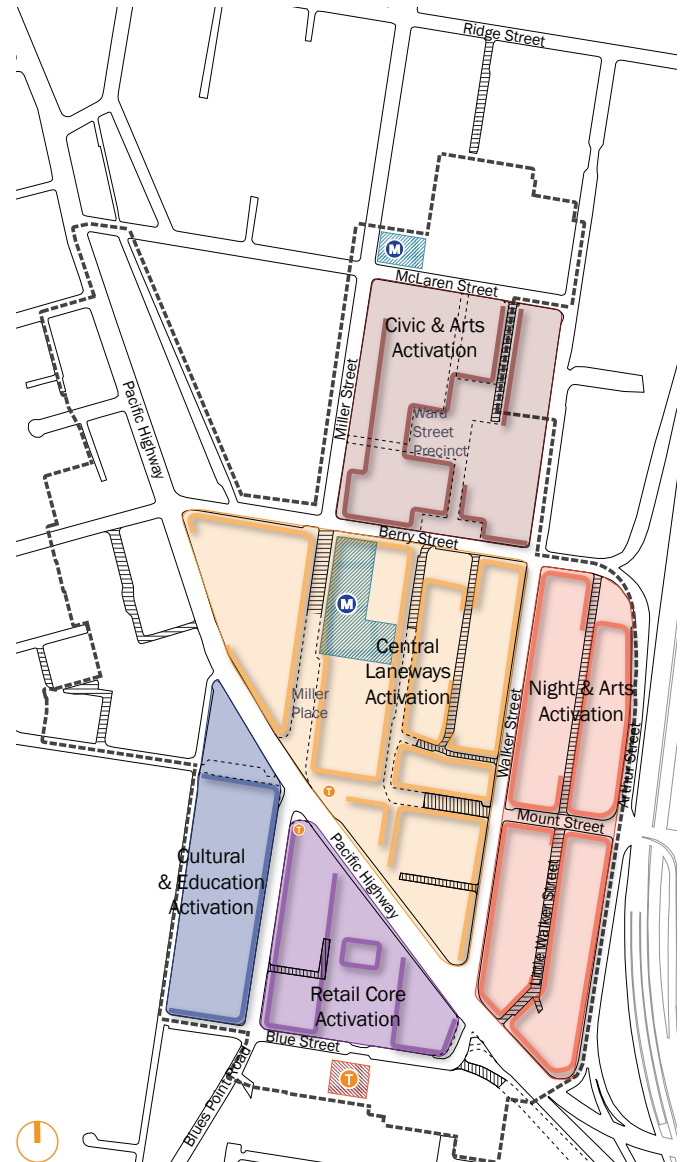 Ridge Street
M
McLaren Street
Civic & Arts
Activation
Miller Street
Pacific Highway
Ward
Street
Precinct
Berry Street
M
Central
Laneways
Activation
Miller
Place
Night & Arts
Activation
Walker Street
Arthur Street
T
Mount Street
T
Pacific Highway
Cultural
& Education
Activation
Little Walker Street
Retail Core
Activation
Blue Street
T
Blues Point Road